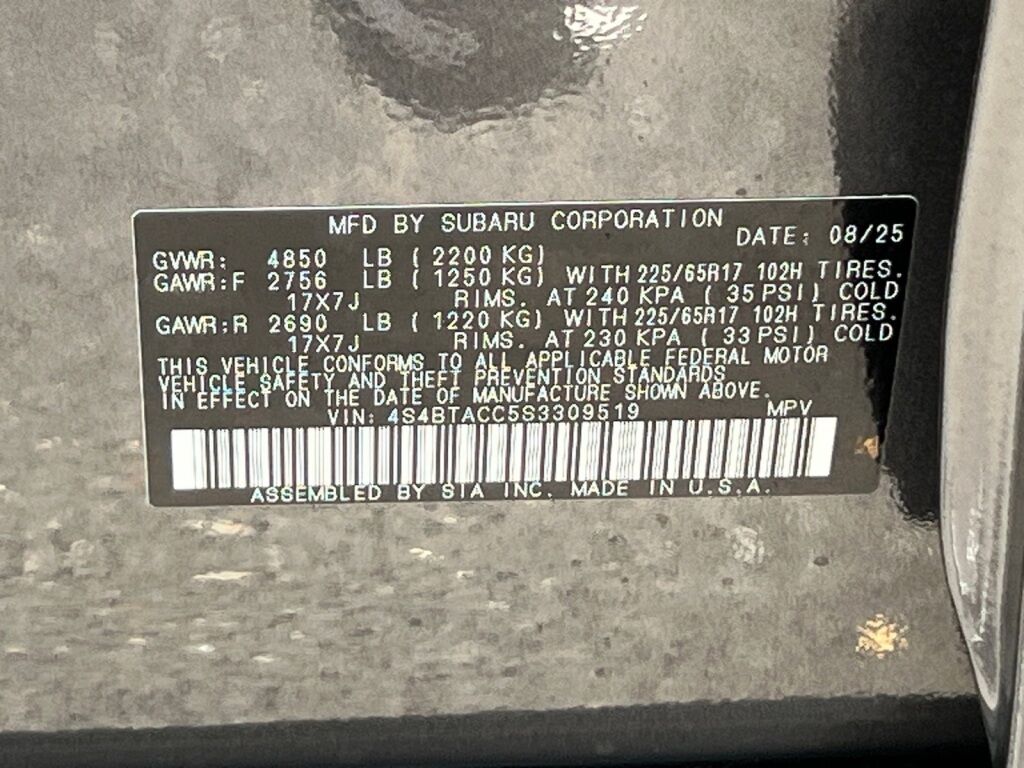 MFD BY SUBARU CORPORATION
DATE: 08/25
GVWR: 4850 LB ( 2200 KG)
GAWR:F 2756 LB ( 1250 KG) WITH 225/65R17 102H TIRES.
17X7J RIMS. AT 240 KPA ( 35 PSI) COLD
GAWR:R 2690 LB ( 1220 KG) WITH 225/65R17 102H TIRES.
17X7J RIMS. AT 230 KPA ( 33 PSI) COLD
THIS VEHICLE CONFORMS TO ALL APPLICABLE FEDERAL MOTOR
VEHICLE SAFETY AND THEFT PREVENTION STANDARDS
IN EFFECT ON THE DATE OF MANUFACTURE SHOWN ABOVE.
VIN: 4S4BTACC5S3309519 MPV
ASSEMBLED BY SIA INC. MADE IN U.S.A.